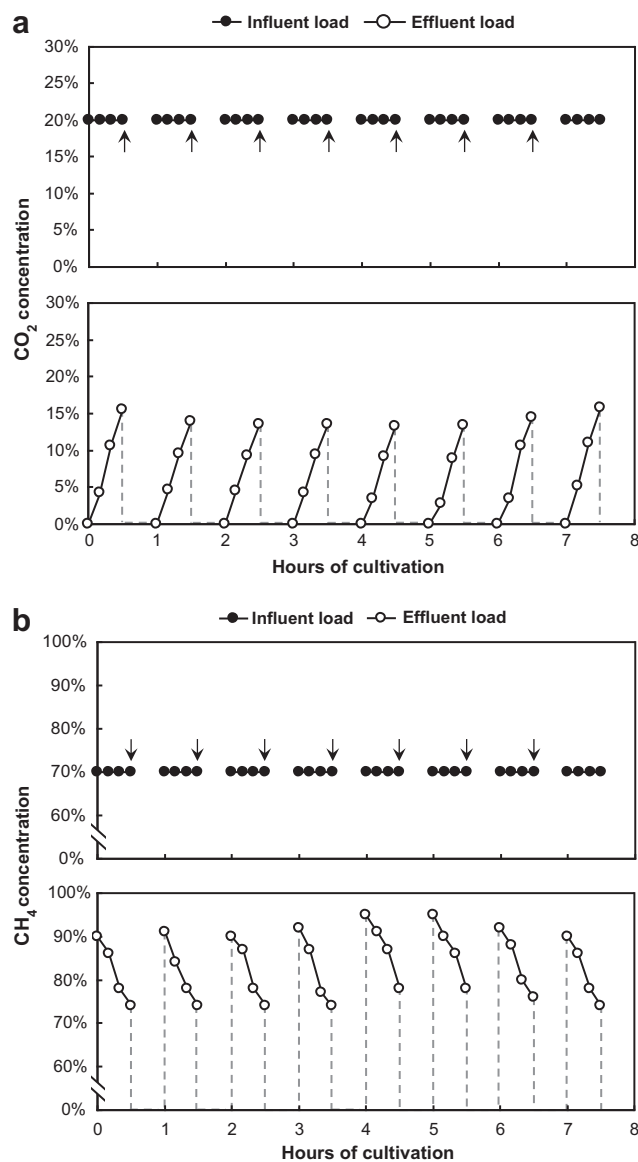 a
Influent load Effluent load
30%
25%
20%
15%
10%
5%
0%
30%
25%
20%
15%
10%
5%
0%
0 1 2 3 4 5 6 7 8
CO₂ concentration
Hours of cultivation
b
Influent load Effluent load
100%
90%
80%
70%
60%
0%
100%
90%
80%
70%
60%
0%
0 1 2 3 4 5 6 7 8
CH₄ concentration
Hours of cultivation